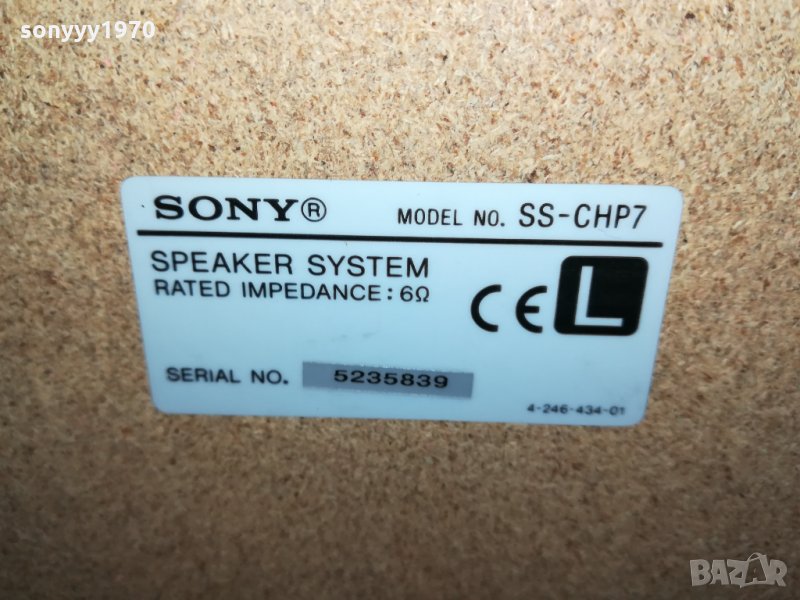 sonyyy1970
SONY® MODEL NO. SS-CHP7
SPEAKER SYSTEM
RATED IMPEDANCE: 6Ω
CE L
SERIAL NO. 5235839
4-246-434-01
BAZAR